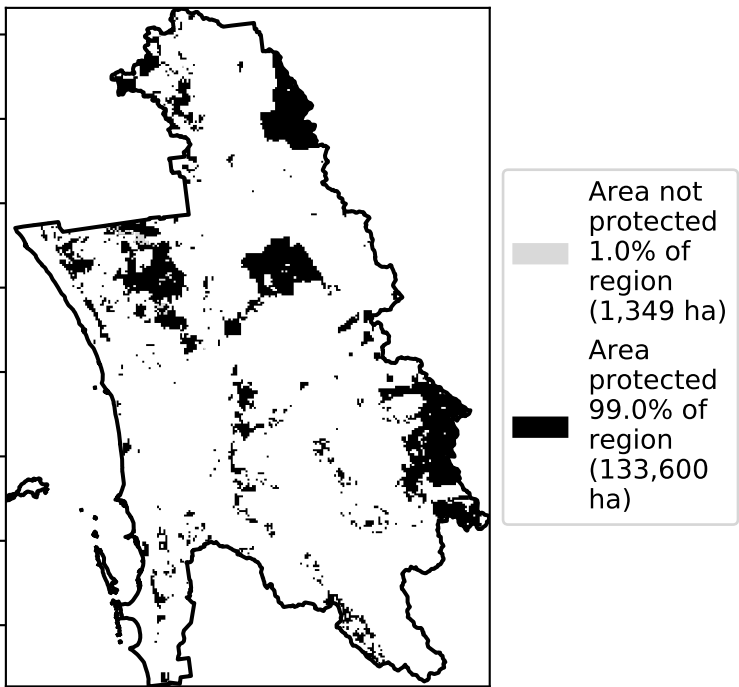 Area not
protected
1.0% of
region
(1,349 ha)
Area
protected
99.0% of
region
(133,600
ha)